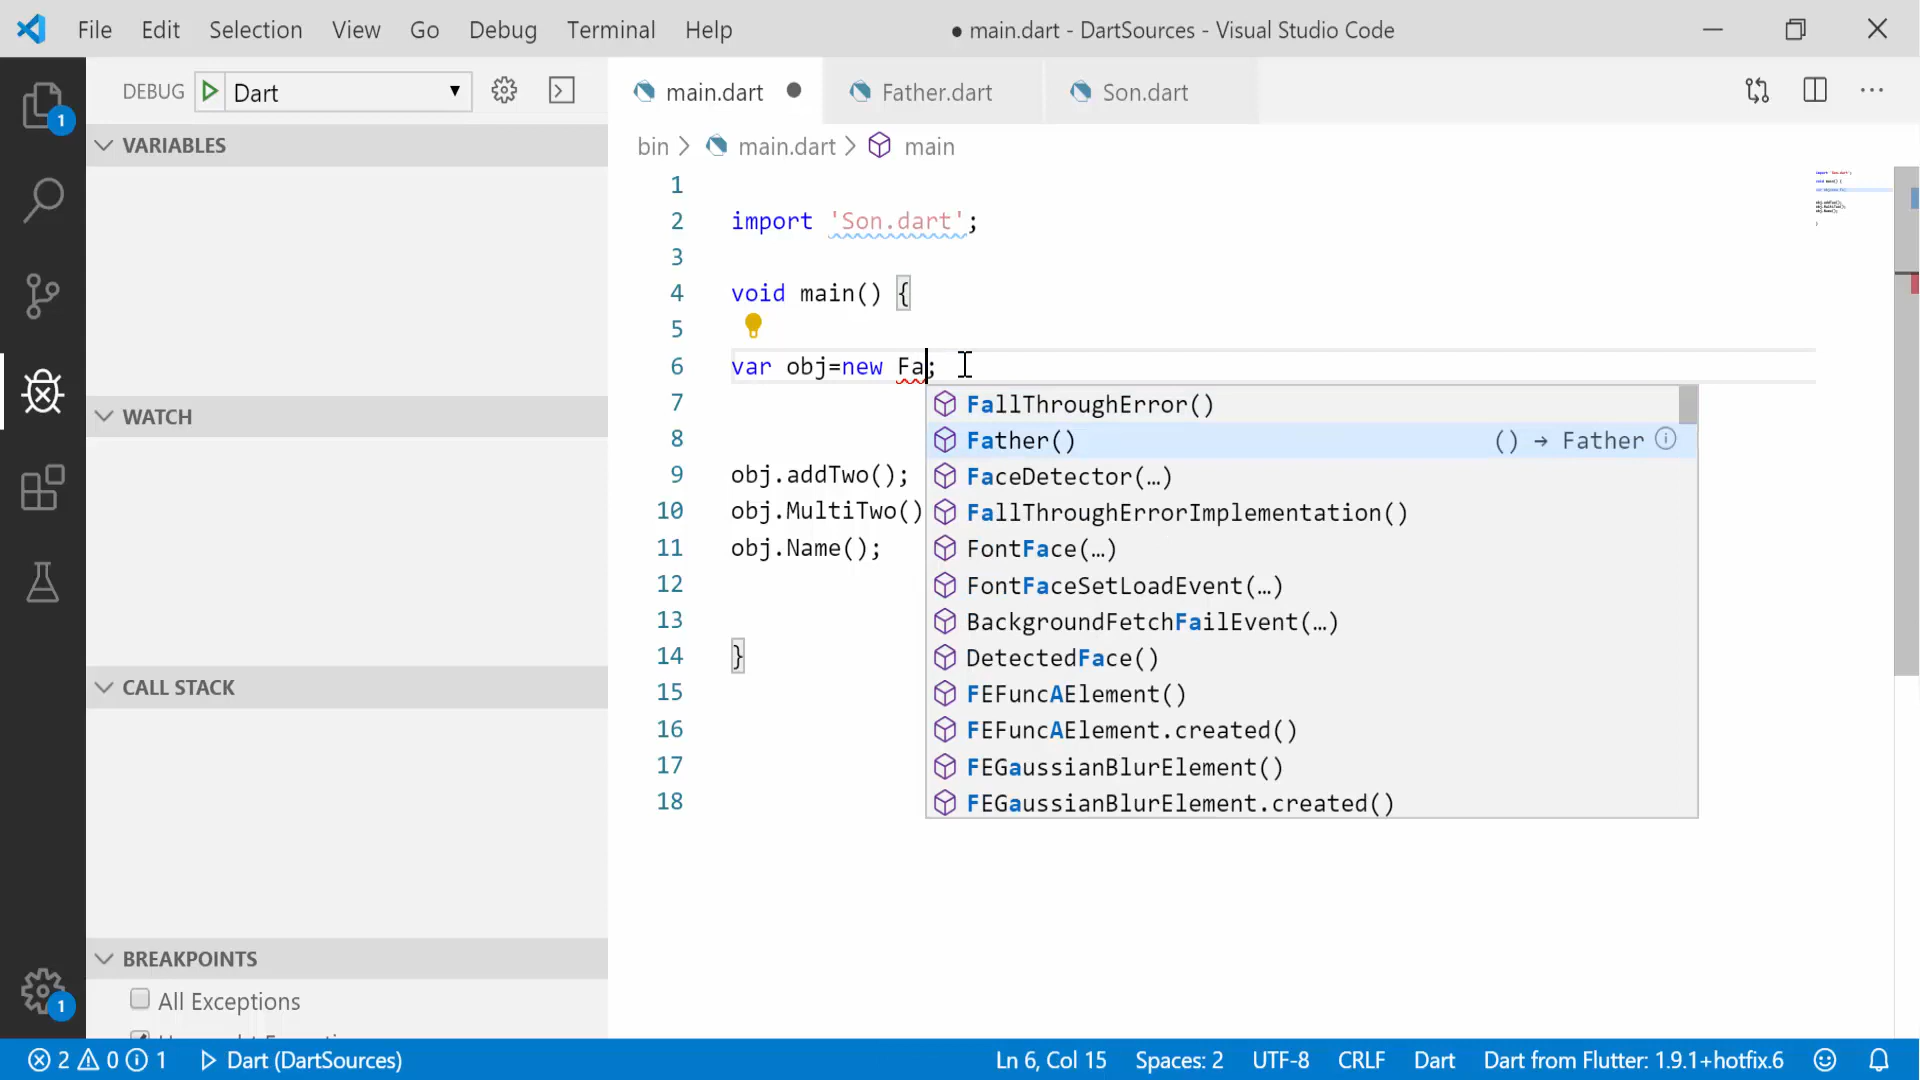 File Edit Selection View Go Debug Terminal Help ● main.dart - DartSources - Visual Studio Code
DEBUG Dart
main.dart Father.dart Son.dart
1
VARIABLES
bin > main.dart > main
1
2 import 'Son.dart';
3
4 void main() {
5
6 var obj=new Fa;
7
8
9 obj.addTwo();
10 obj.MultiTwo()
11 obj.Name();
12
13
14 }
15
16
17
18
FallThroughError()
Father() () → Father
FaceDetector(…)
FallThroughErrorImplementation()
FontFace(…)
FontFaceSetLoadEvent(…)
BackgroundFetchFailEvent(…)
DetectedFace()
FEFuncAElement()
FEFuncAElement.created()
FEGaussianBlurElement()
FEGaussianBlurElement.created()
WATCH
CALL STACK
BREAKPOINTS
All Exceptions
1
2 0 1 Dart (DartSources) Ln 6, Col 15 Spaces: 2 UTF-8 CRLF Dart Dart from Flutter: 1.9.1+hotfix.6